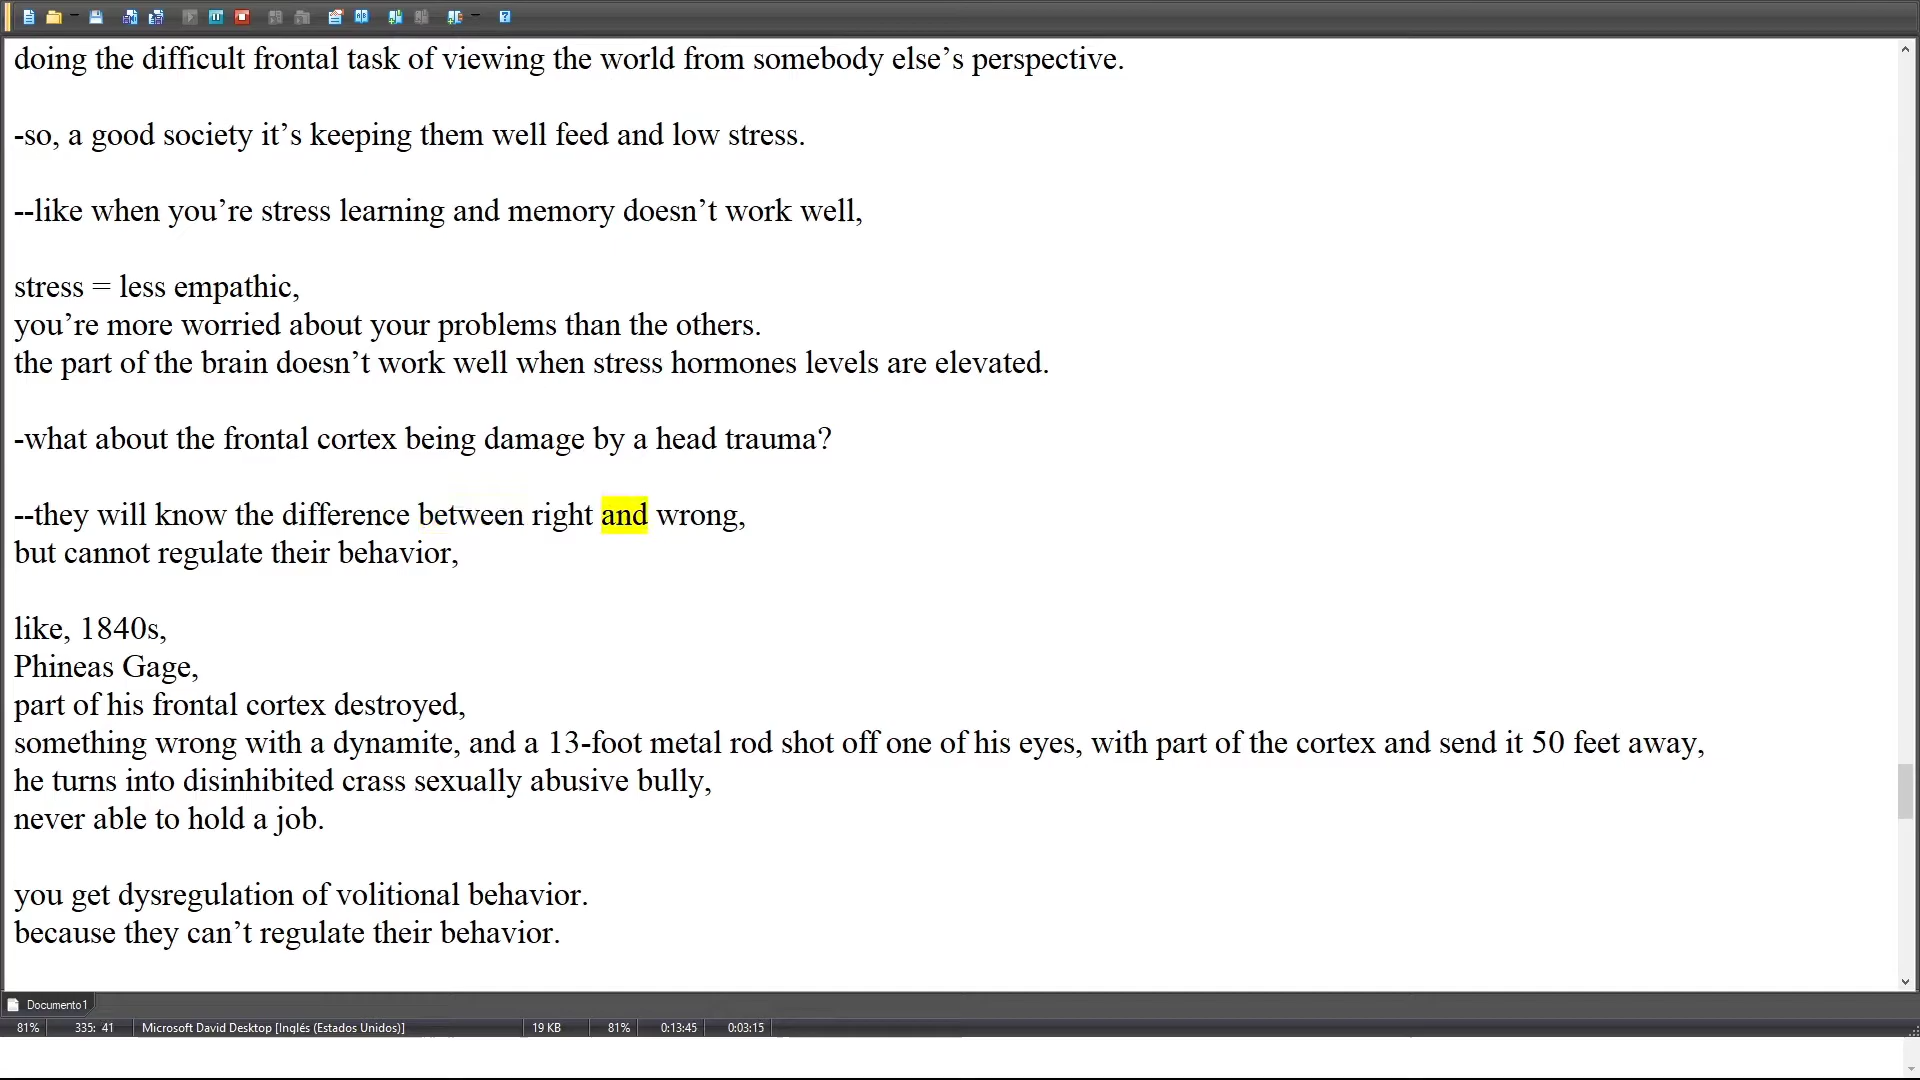 doing the difficult frontal task of viewing the world from somebody else’s perspective.
-so, a good society it’s keeping them well feed and low stress.
--like when you’re stress learning and memory doesn’t work well,
stress = less empathic,
you’re more worried about your problems than the others.
the part of the brain doesn’t work well when stress hormones levels are elevated.
-what about the frontal cortex being damage by a head trauma?
--they will know the difference between right and wrong,
but cannot regulate their behavior,
like, 1840s,
Phineas Gage,
part of his frontal cortex destroyed,
something wrong with a dynamite, and a 13-foot metal rod shot off one of his eyes, with part of the cortex and send it 50 feet away,
he turns into disinhibited crass sexually abusive bully,
never able to hold a job.
you get dysregulation of volitional behavior.
because they can’t regulate their behavior.
Documento1
81% 335: 41 Microsoft David Desktop [Inglés (Estados Unidos)] 19 KB 81% 0:13:45 0:03:15